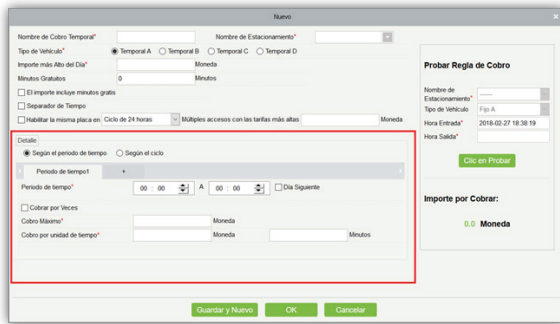 Nuevo
Nombre de Cobro Temporal* Nombre de Estacionamiento*
Tipo de Vehículo* Temporal A Temporal B Temporal C Temporal D
Importe más Alto del Día* Moneda
Minutos Gratuitos 0 Minutos
El importe incluye minutos gratis
Separador de Tiempo
Habilitar la misma placa en Ciclo de 24 horas Múltiples accesos con las tarifas más altas Moneda
Detalle
Según el periodo de tiempo Según el ciclo
Periodo de tiempo1 +
Periodo de tiempo* 00 : 00 A 00 : 00 Día Siguiente
Cobrar por Veces
Cobro Máximo* Moneda
Cobro por unidad de tiempo* Moneda Minutos
Probar Regla de Cobro
Nombre de Estacionamiento* ------
Tipo de Vehículo Fijo A
Hora Entrada* 2018-02-27 18:38:19
Hora Salida*
Clic en Probar
Importe por Cobrar:
0.0 Moneda
Guardar y Nuevo OK Cancelar